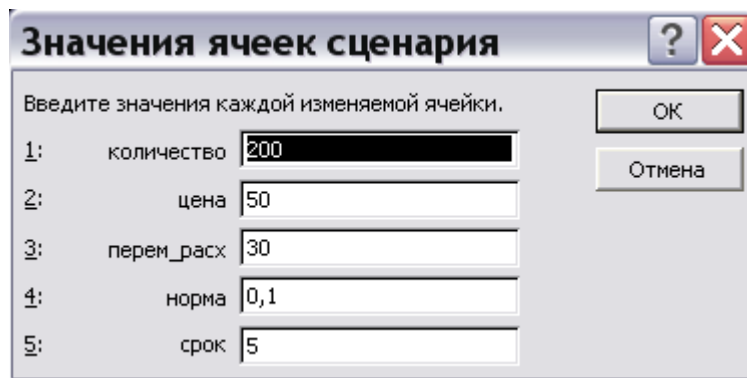 Значения ячеек сценария
Введите значения каждой изменяемой ячейки.
ОК
Отмена
1: количество 200
2: цена 50
3: перем_расх 30
4: норма 0,1
5: срок 5